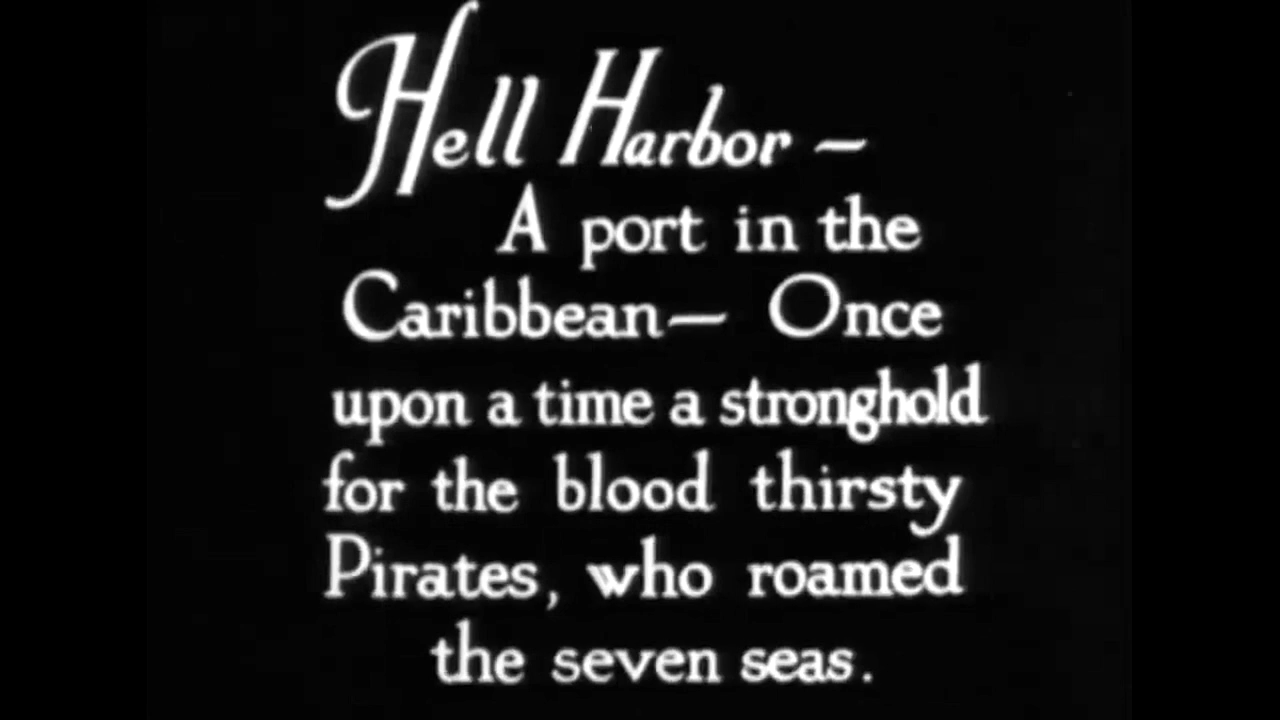 Hell Harbor –
A port in the
Caribbean– Once
upon a time a stronghold
for the blood thirsty
Pirates, who roamed
the seven seas.